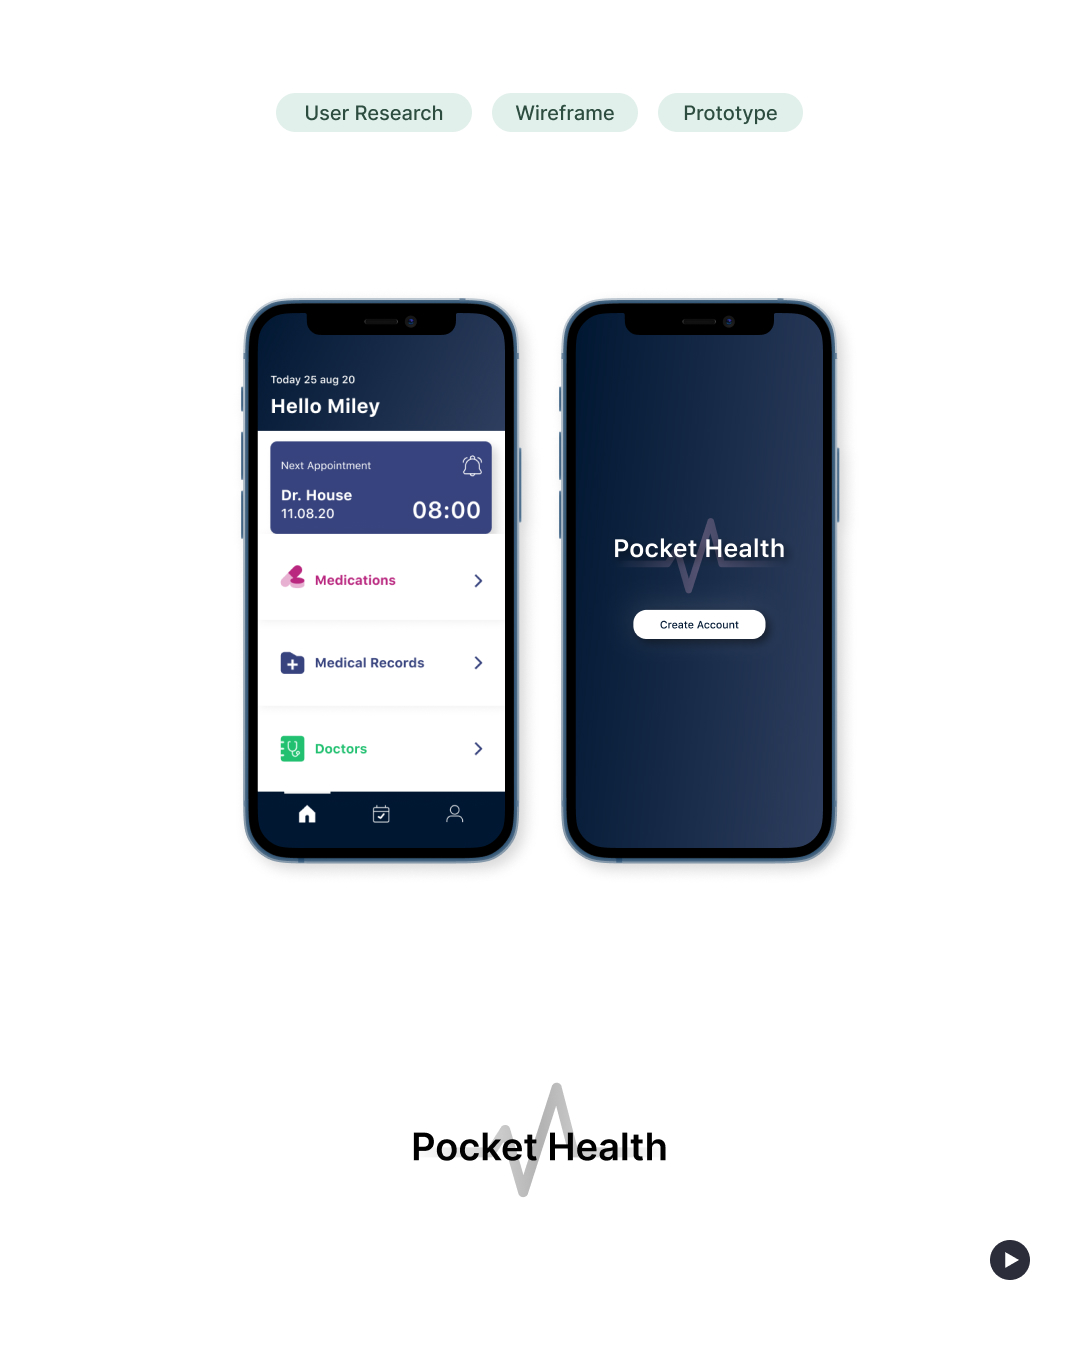 User Research
Wireframe
Prototype
Today 25 aug 20
Hello Miley
Next Appointment
Dr. House
11.08.20
08:00
Medications
Medical Records
Doctors
Pocket Health
Create Account
Pocket Health